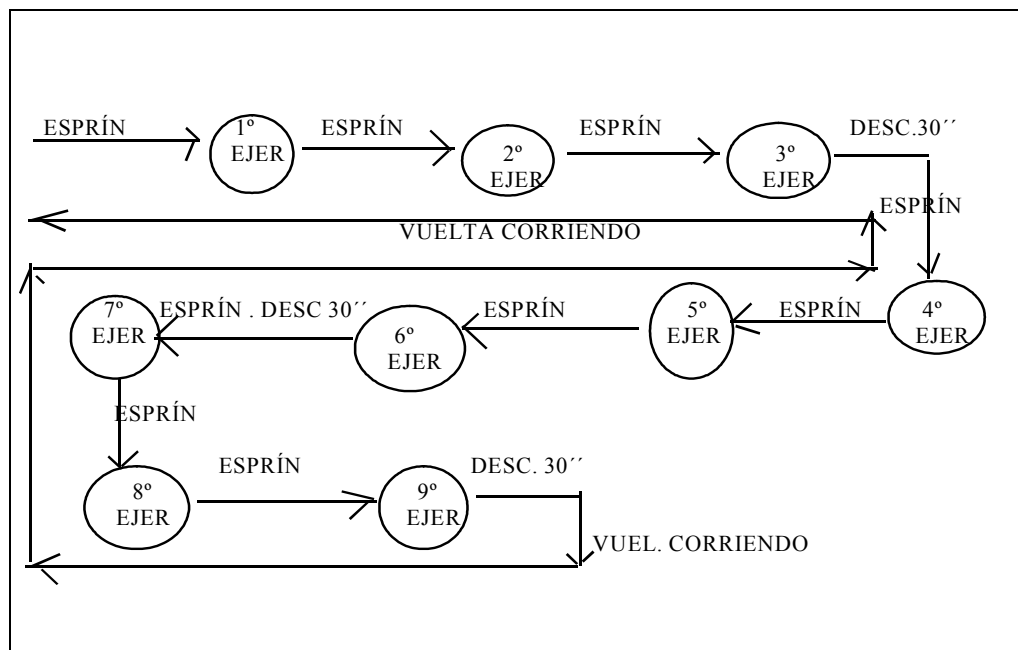 ESPRÍN
1º
EJER
ESPRÍN
2º
EJER
ESPRÍN
3º
EJER
DESC.30´´
ESPRÍN
VUELTA CORRIENDO
4º
EJER
ESPRÍN
5º
EJER
ESPRÍN
6º
EJER
ESPRÍN . DESC 30´´
7º
EJER
ESPRÍN
8º
EJER
ESPRÍN
9º
EJER
DESC. 30´´
VUEL. CORRIENDO